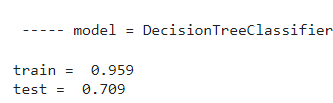 ----- model = DecisionTreeClassifier
train =  0.959
test =  0.709